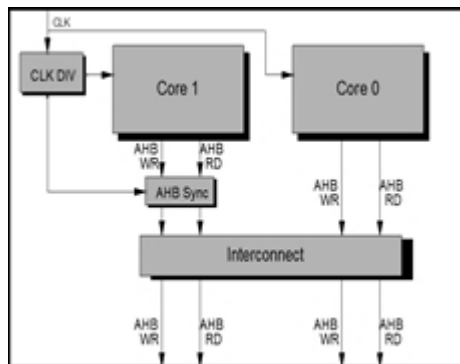 CLK
CLK DIV
Core 1
Core 0
AHB
WR
AHB
RD
AHB Sync
AHB
WR
AHB
RD
Interconnect
AHB
WR
AHB
RD
AHB
WR
AHB
RD